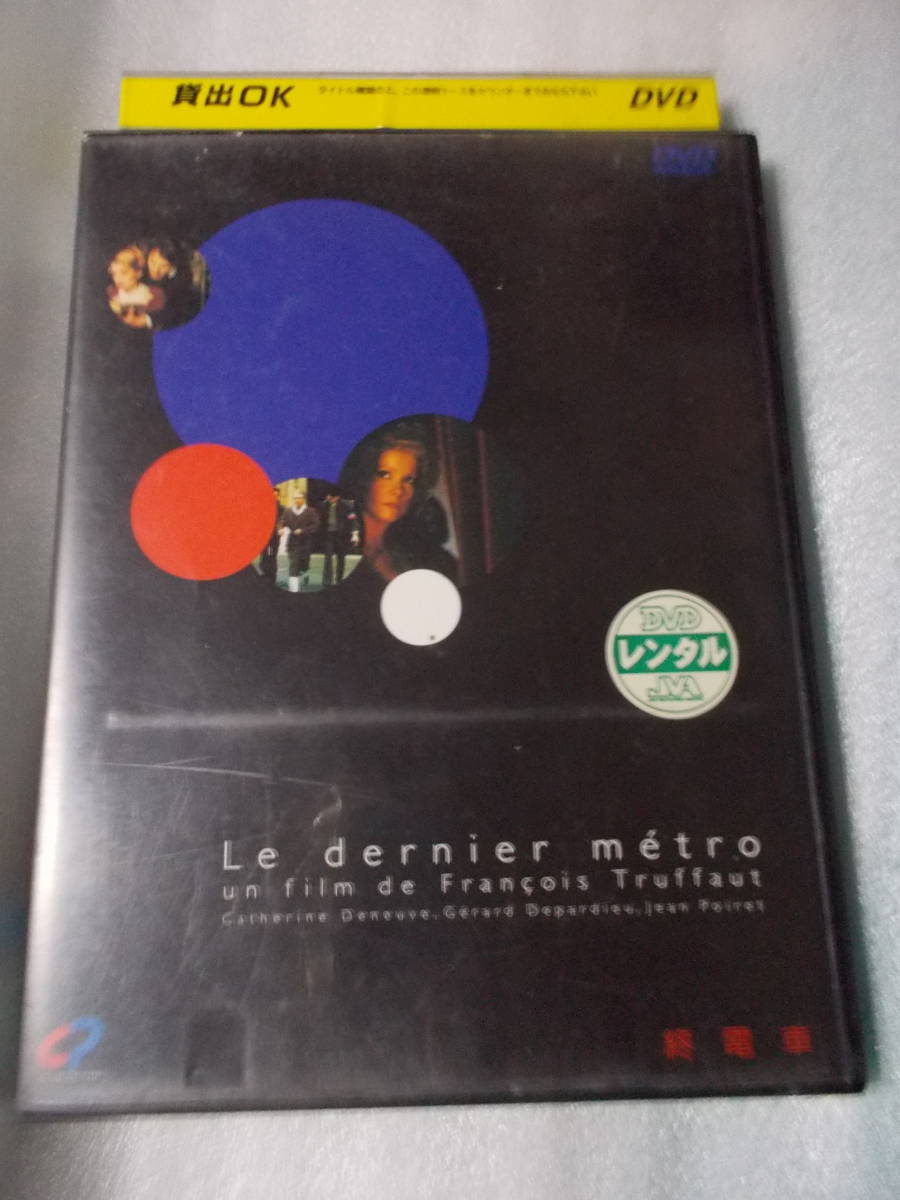 貸出OK
DVD
DVD
DVD
レンタル
JVA
Le dernier métro
un film de François Truffaut
Catherine Deneuve, Gérard Depardieu, Jean Poiret
終電車